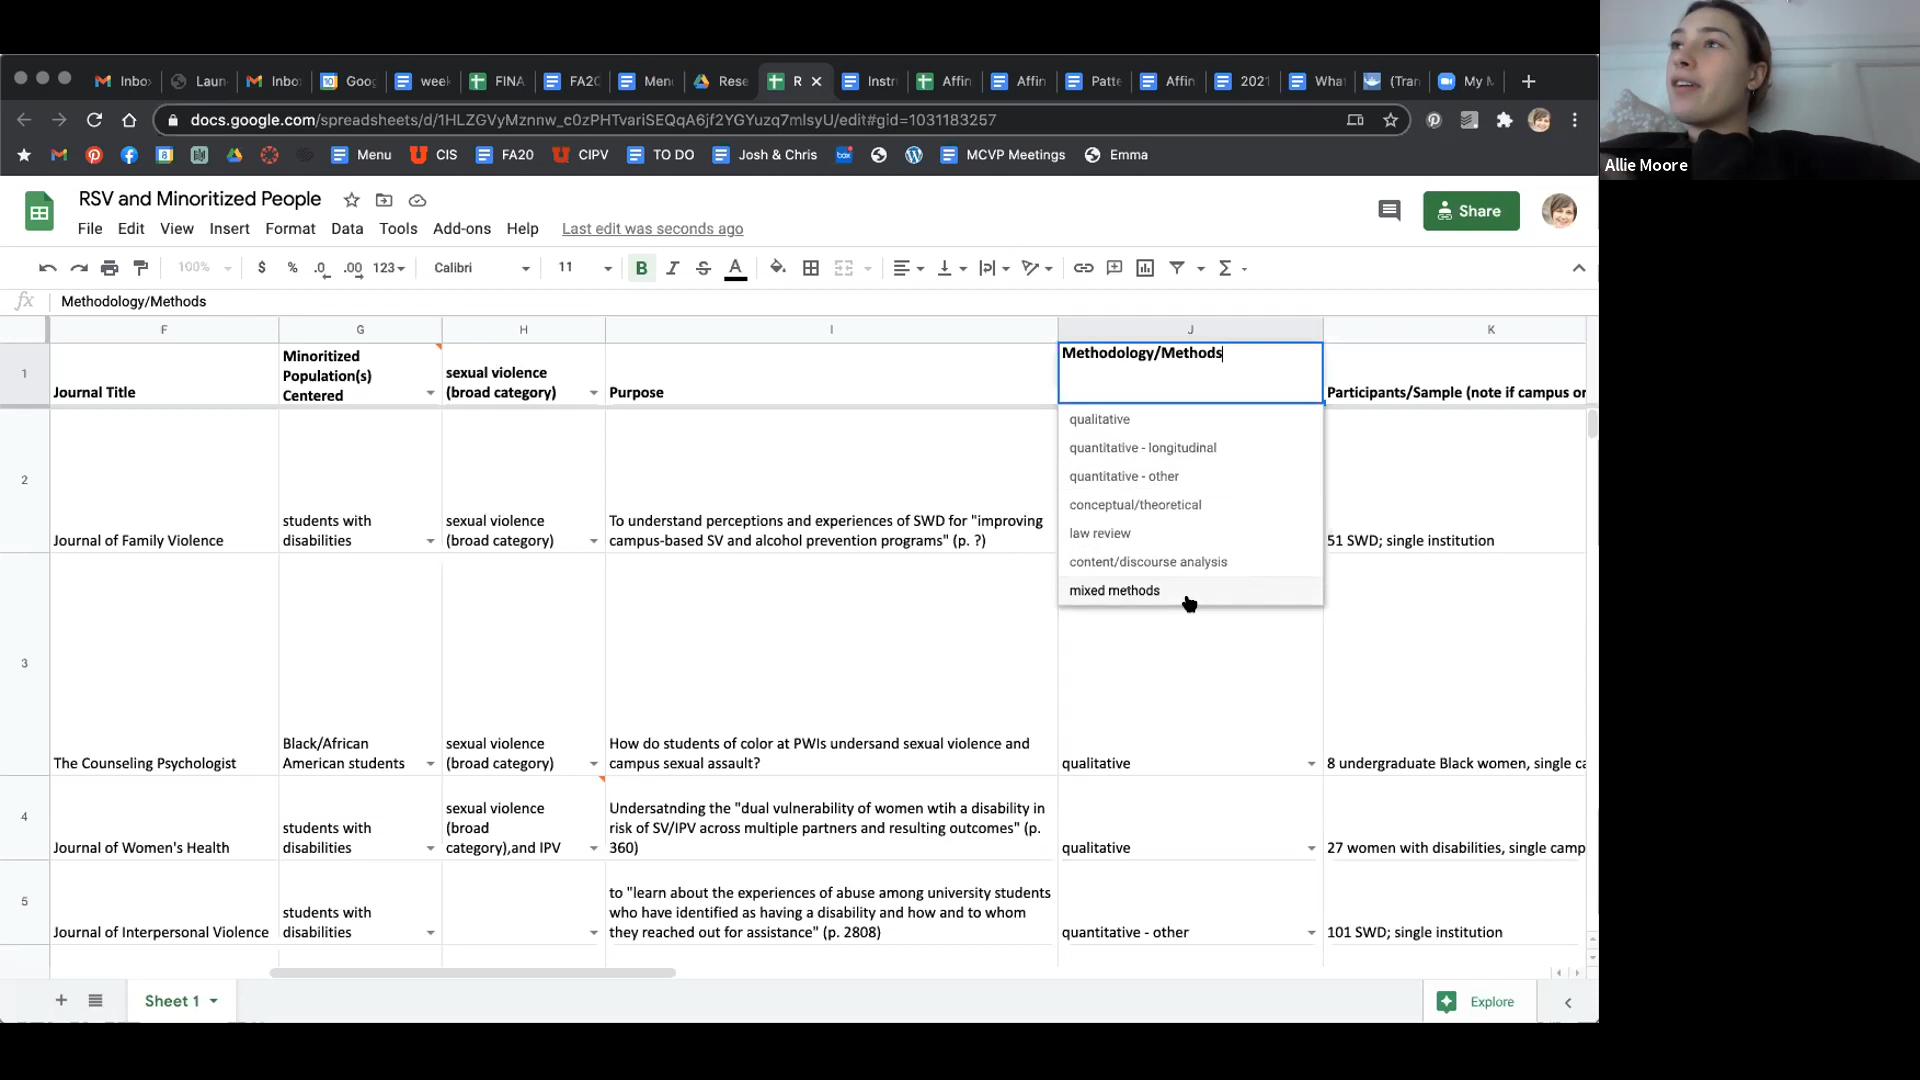 Inbo
Laun
Inbo
Goog
week
FINA
FA20
Menu
Rese
R
Instru
Affin
Affin
Patte
Affin
2021
What
(Tran
My M
docs.google.com/spreadsheets/d/1HLZGVyMznnw_c0zPHTvariSEQqA6jf2YGYuzq7mlsyU/edit#gid=1031183257
Menu
CIS
FA20
CIPV
TO DO
Josh & Chris
box
MCVP Meetings
Emma
Allie Moore
RSV and Minoritized People
File Edit View Insert Format Data Tools Add-ons Help Last edit was seconds ago
Share
100% $ % .0 .00 123 Calibri 11 B I S A Σ
fx Methodology/Methods
F G H I J K
1
Journal Title
Minoritized
Population(s)
Centered
sexual violence
(broad category)
Purpose
Methodology/Methods
Participants/Sample (note if campus or
qualitative
quantitative - longitudinal
quantitative - other
conceptual/theoretical
law review
content/discourse analysis
mixed methods
2
Journal of Family Violence
students with
disabilities
sexual violence
(broad category)
To understand perceptions and experiences of SWD for "improving
campus-based SV and alcohol prevention programs" (p. ?)
51 SWD; single institution
3
The Counseling Psychologist
Black/African
American students
sexual violence
(broad category)
How do students of color at PWIs undersand sexual violence and
campus sexual assault?
qualitative
8 undergraduate Black women, single ca
4
Journal of Women's Health
students with
disabilities
sexual violence
(broad
category),and IPV
Undersatnding the "dual vulnerability of women wtih a disability in
risk of SV/IPV across multiple partners and resulting outcomes" (p.
360)
qualitative
27 women with disabilities, single camp
5
Journal of Interpersonal Violence
students with
disabilities
to "learn about the experiences of abuse among university students
who have identified as having a disability and how and to whom
they reached out for assistance" (p. 2808)
quantitative - other
101 SWD; single institution
Sheet 1
Explore